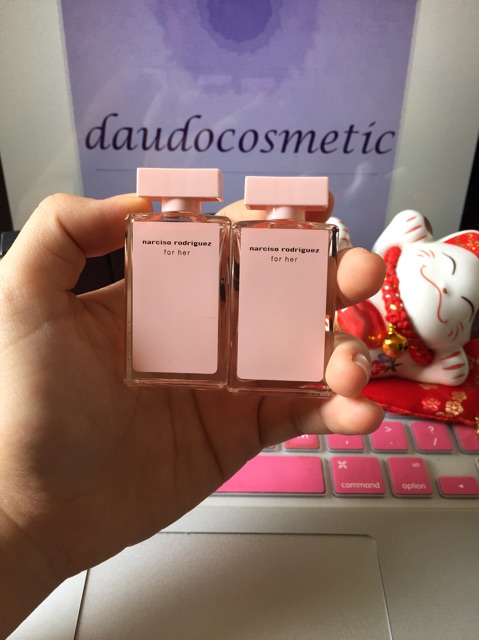 daudocosmetic
narciso rodriguez
for her
narciso rodriguez
for her
> ?
< /
⌘
command
option
◄